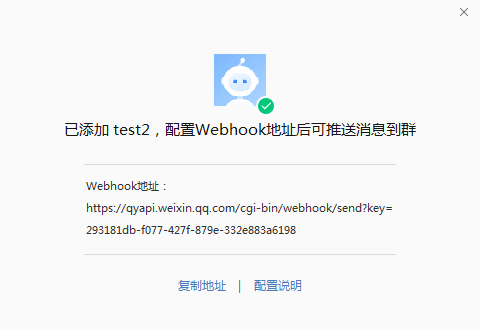 已添加 test2，配置Webhook地址后可推送消息到群
Webhook地址：
https://qyapi.weixin.qq.com/cgi-bin/webhook/send?key=
293181db-f077-427f-879e-332e883a6198
复制地址 | 配置说明